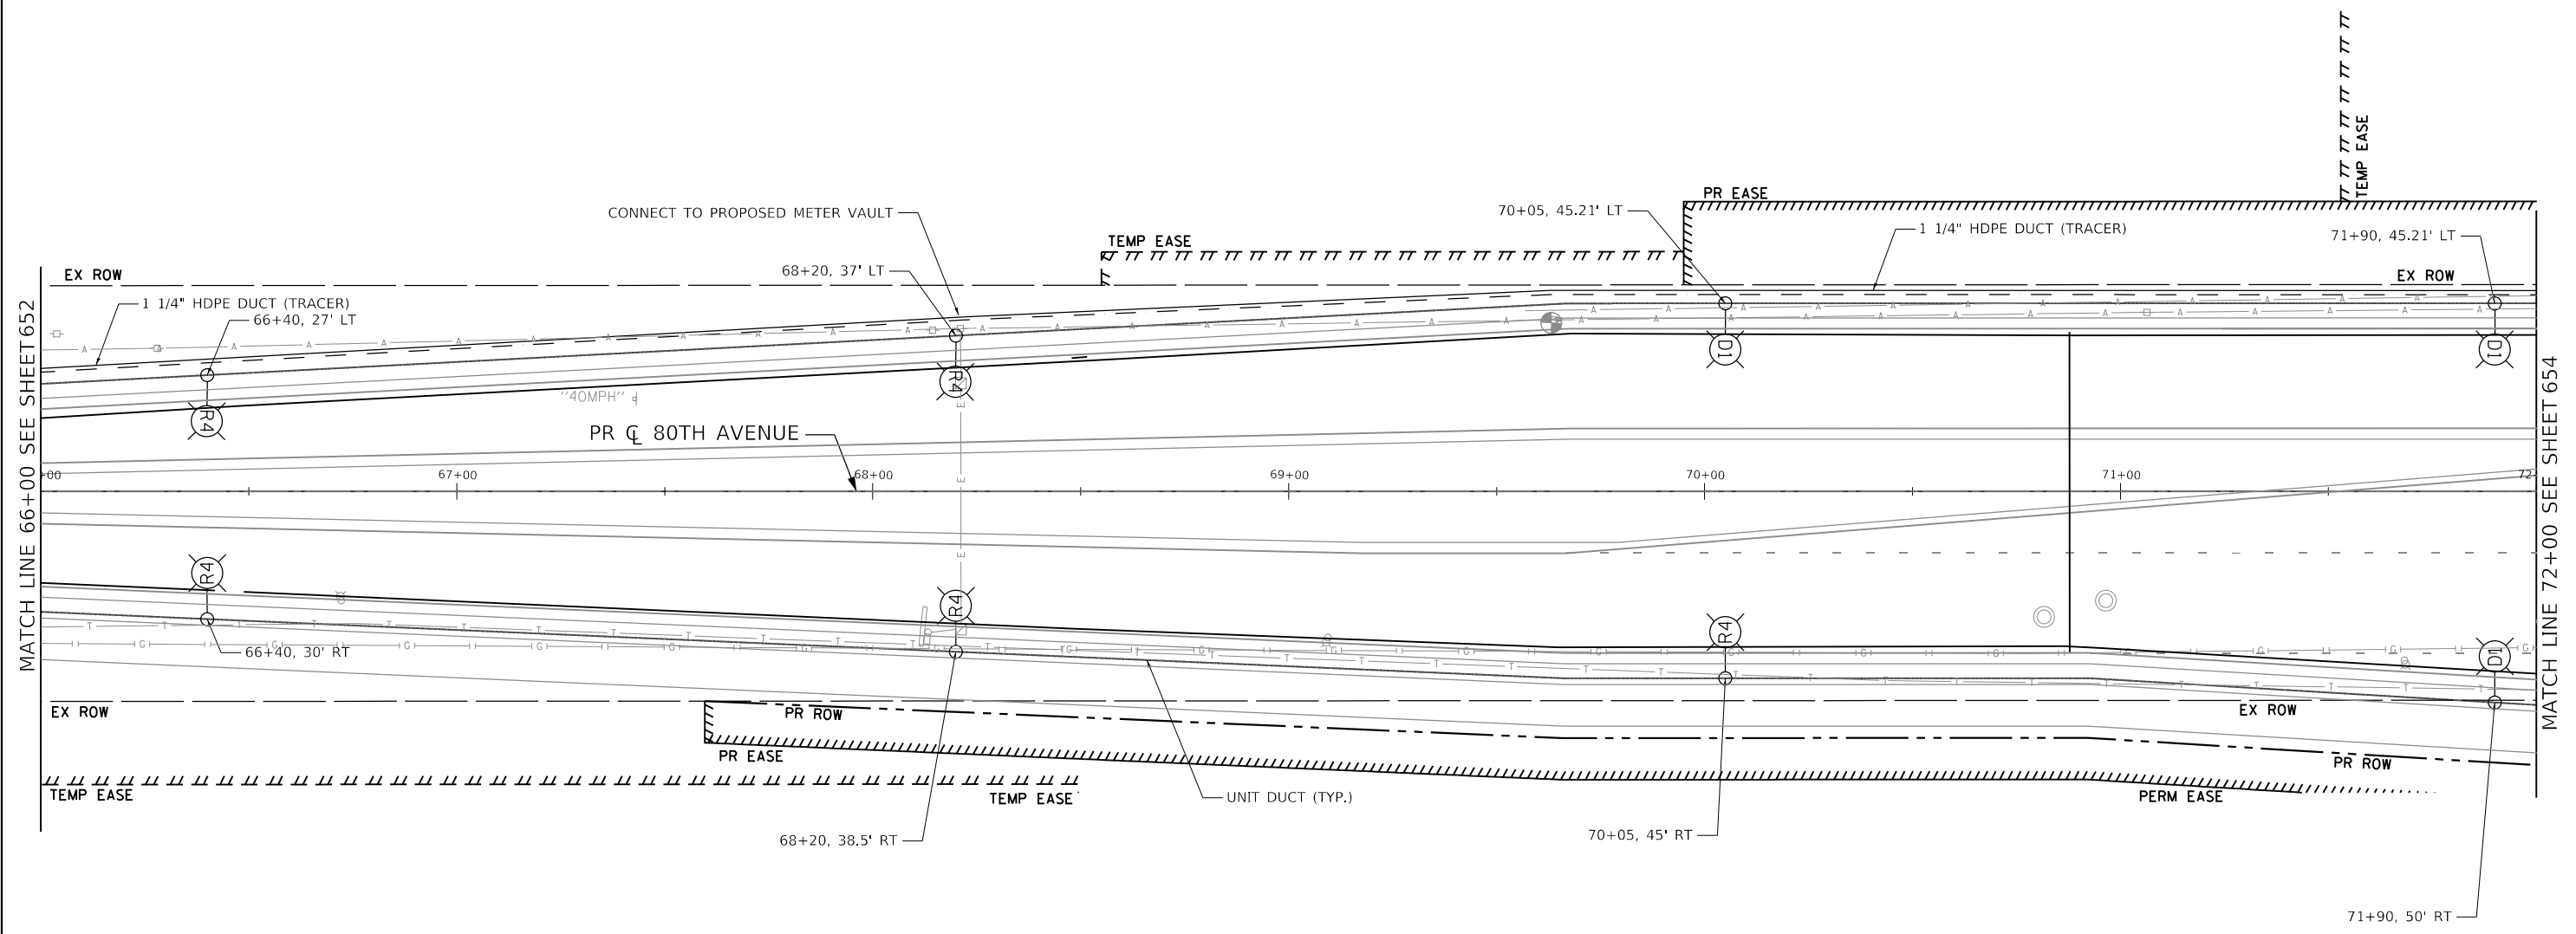 TEMP EASE
PR EASE
CONNECT TO PROPOSED METER VAULT
70+05, 45.21' LT
1 1/4" HDPE DUCT (TRACER)
71+90, 45.21' LT
TEMP EASE
68+20, 37' LT
EX ROW
EX ROW
1 1/4" HDPE DUCT (TRACER)
66+40, 27' LT
MATCH LINE 66+00 SEE SHEET652
MATCH LINE 72+00 SEE SHEET 654
D1
D1
R4
R4
"40MPH"
PR ℄ 80TH AVENUE
+00
67+00
68+00
69+00
70+00
71+00
72
R4
R4
R4
D1
66+40, 30' RT
EX ROW
PR ROW
EX ROW
PR EASE
PR ROW
TEMP EASE
TEMP EASE
UNIT DUCT (TYP.)
PERM EASE
68+20, 38.5' RT
70+05, 45' RT
71+90, 50' RT